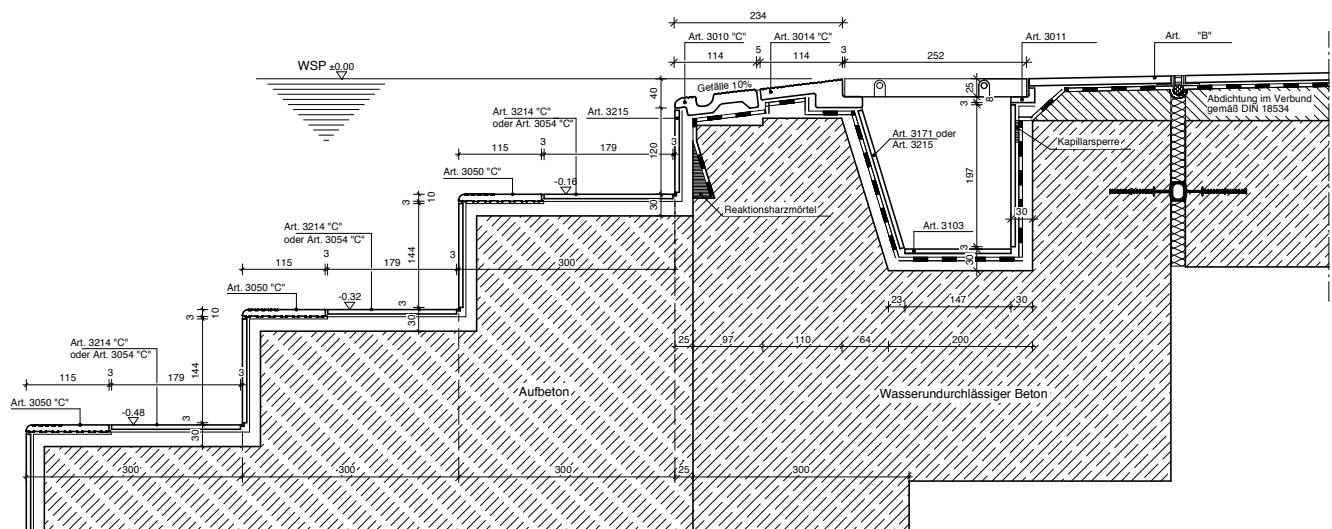 234
Art. 3010 "C"
Art. 3014 "C"
Art. 3011
Art. "B"
114
5
114
3
252
WSP ±0.00
Gefälle 10%
40
25
3
8
Abdichtung im Verbund
gemäß DIN 18534
Art. 3214 "C"
oder Art. 3054 "C"
Art. 3215
Art. 3171 oder
Art. 3215
Kapillarsperre
115
3
179
3
120
197
Art. 3050 "C"
-0.16
10
3
30
Reaktionsharzmörtel
30
Art. 3103
3
30
Art. 3214 "C"
oder Art. 3054 "C"
144
115
3
179
3
300
Art. 3050 "C"
-0.32
10
3
3
30
23
147
30
Art. 3214 "C"
oder Art. 3054 "C"
144
25
97
110
64
200
115
3
179
3
Aufbeton
Wasserundurchlässiger Beton
Art. 3050 "C"
-0.48
3
30
300
300
300
25
300